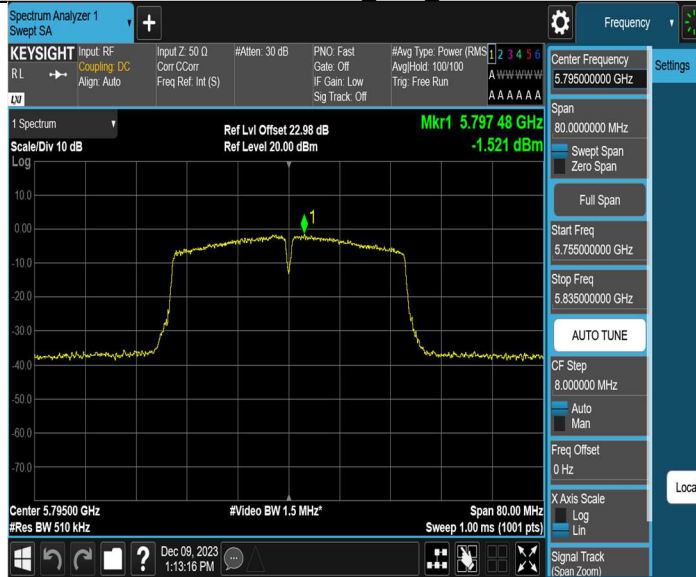 Spectrum Analyzer 1
Swept SA
Frequency
KEYSIGHT
RL
LXI
Input: RF
Coupling: DC
Align: Auto
Input Z: 50 Ω
Corr CCorr
Freq Ref: Int (S)
#Atten: 30 dB
PNO: Fast
Gate: Off
IF Gain: Low
Sig Track: Off
#Avg Type: Power (RMS
Avg|Hold: 100/100
Trig: Free Run
1 2 3 4 5 6
A W W W W W
A A A A A A
1 Spectrum
Scale/Div 10 dB
Log
Ref Lvl Offset 22.98 dB
Ref Level 20.00 dBm
Mkr1 5.797 48 GHz
-1.521 dBm
1
10.0
0.00
-10.0
-20.0
-30.0
-40.0
-50.0
-60.0
-70.0
Center 5.79500 GHz
#Res BW 510 kHz
#Video BW 1.5 MHz*
Span 80.00 MHz
Sweep 1.00 ms (1001 pts)
Center Frequency
5.795000000 GHz
Span
80.0000000 MHz
Swept Span
Zero Span
Full Span
Start Freq
5.755000000 GHz
Stop Freq
5.835000000 GHz
AUTO TUNE
CF Step
8.000000 MHz
Auto
Man
Freq Offset
0 Hz
X Axis Scale
Log
Lin
Signal Track
(Span Zoom)
Settings
Loca
?
Dec 09, 2023
1:13:16 PM